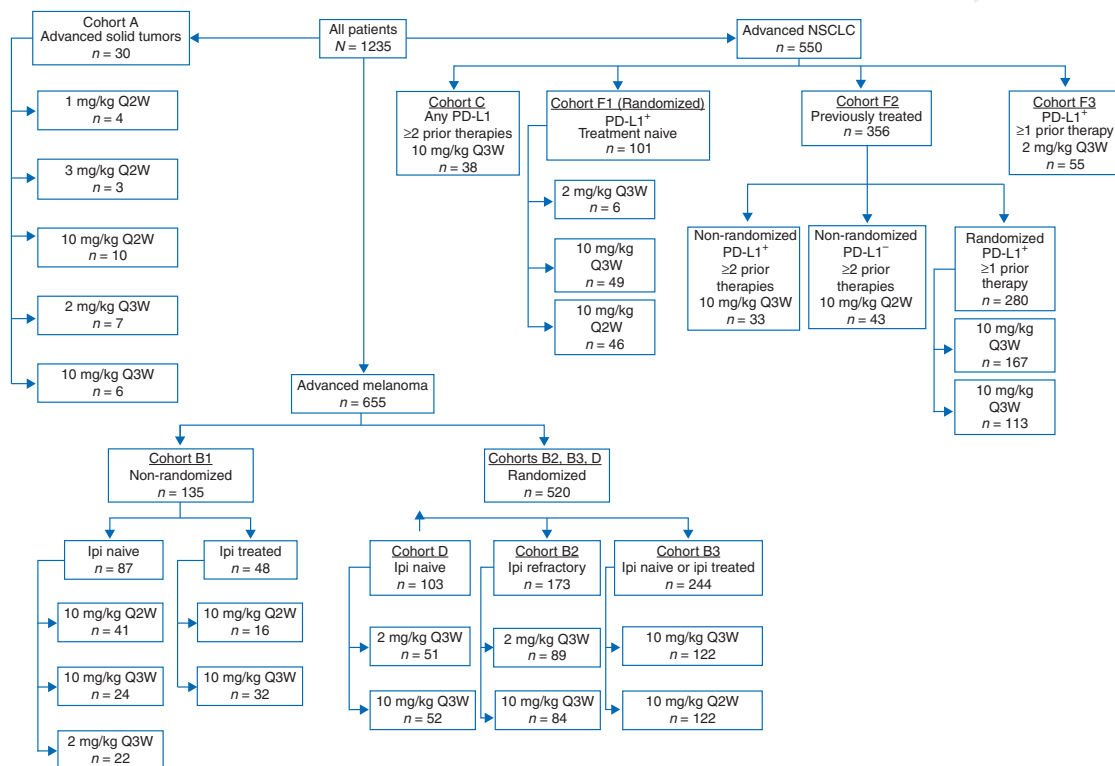 Cohort A
Advanced solid tumors
n = 30
All patients
N = 1235
Advanced NSCLC
n = 550
1 mg/kg Q2W
n = 4
3 mg/kg Q2W
n = 3
10 mg/kg Q2W
n = 10
2 mg/kg Q3W
n = 7
10 mg/kg Q3W
n = 6
Cohort C
Any PD-L1
≥2 prior therapies
10 mg/kg Q3W
n = 38
Cohort F1 (Randomized)
PD-L1⁺
Treatment naive
n = 101
2 mg/kg Q3W
n = 6
10 mg/kg
Q3W
n = 49
10 mg/kg
Q2W
n = 46
Cohort F2
Previously treated
n = 356
Non-randomized
PD-L1⁺
≥2 prior
therapies
10 mg/kg Q3W
n = 33
Non-randomized
PD-L1⁻
≥2 prior
therapies
10 mg/kg Q2W
n = 43
Randomized
PD-L1⁺
≥1 prior
therapy
n = 280
10 mg/kg
Q3W
n = 167
10 mg/kg
Q3W
n = 113
Cohort F3
PD-L1⁺
≥1 prior therapy
2 mg/kg Q3W
n = 55
Advanced melanoma
n = 655
Cohort B1
Non-randomized
n = 135
Ipi naive
n = 87
10 mg/kg Q2W
n = 41
10 mg/kg Q3W
n = 24
2 mg/kg Q3W
n = 22
Ipi treated
n = 48
10 mg/kg Q2W
n = 16
10 mg/kg Q3W
n = 32
Cohorts B2, B3, D
Randomized
n = 520
Cohort D
Ipi naive
n = 103
2 mg/kg Q3W
n = 51
10 mg/kg Q3W
n = 52
Cohort B2
Ipi refractory
n = 173
2 mg/kg Q3W
n = 89
10 mg/kg Q3W
n = 84
Cohort B3
Ipi naive or ipi treated
n = 244
10 mg/kg Q3W
n = 122
10 mg/kg Q2W
n = 122